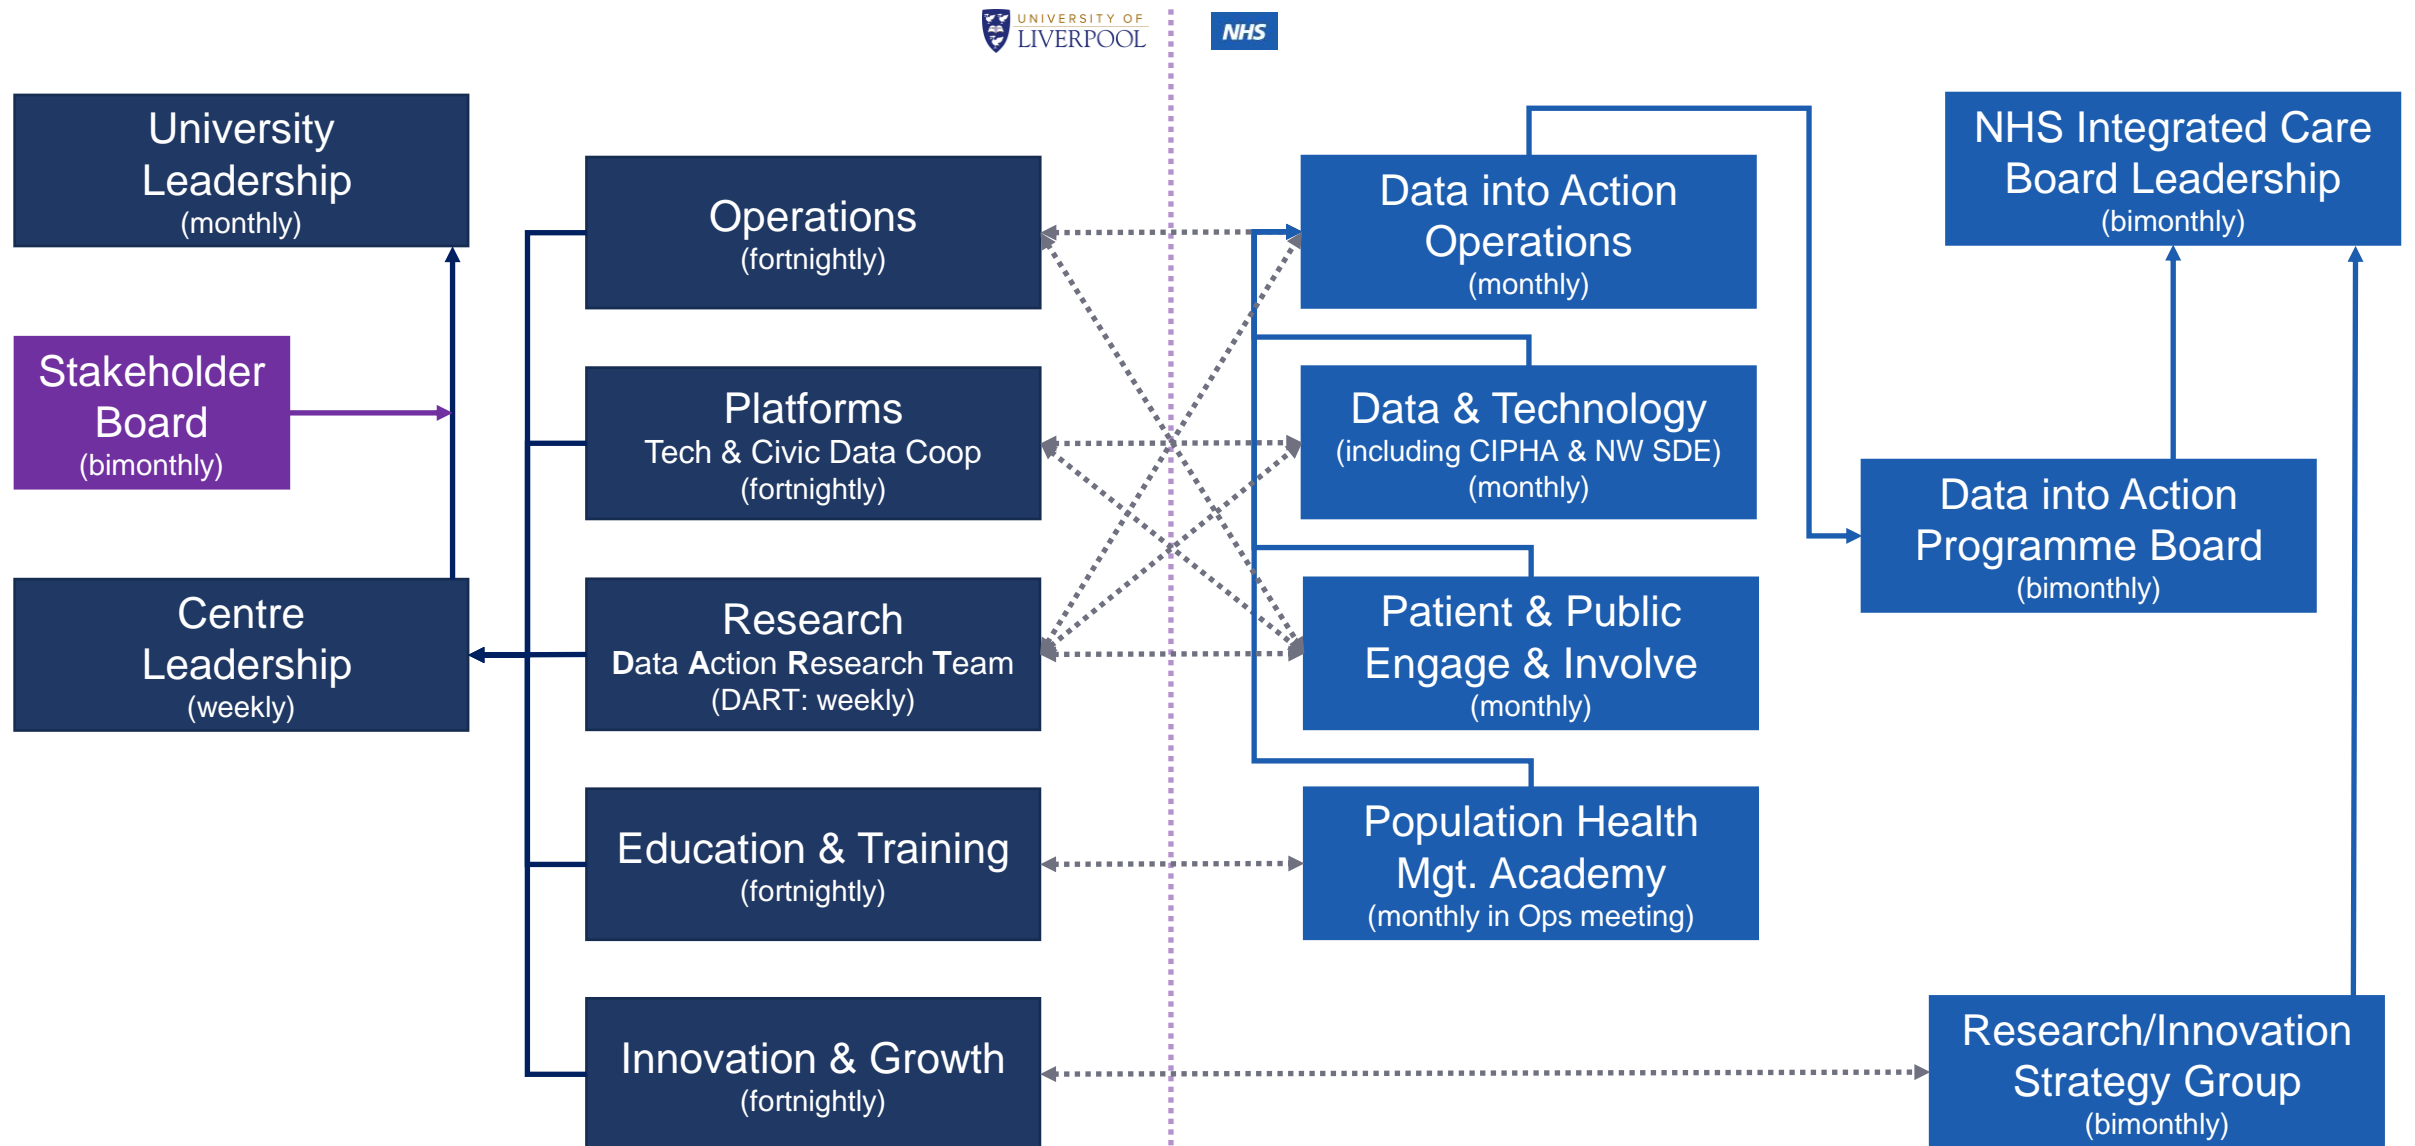 UNIVERSITY OF
LIVERPOOL
NHS
University
Leadership
(monthly)
Stakeholder
Board
(bimonthly)
Centre
Leadership
(weekly)
Operations
(fortnightly)
Platforms
Tech & Civic Data Coop
(fortnightly)
Research
Data Action Research Team
(DART: weekly)
Education & Training
(fortnightly)
Innovation & Growth
(fortnightly)
Data into Action
Operations
(monthly)
Data & Technology
(including CIPHA & NW SDE)
(monthly)
Patient & Public
Engage & Involve
(monthly)
Population Health
Mgt. Academy
(monthly in Ops meeting)
NHS Integrated Care
Board Leadership
(bimonthly)
Data into Action
Programme Board
(bimonthly)
Research/Innovation
Strategy Group
(bimonthly)